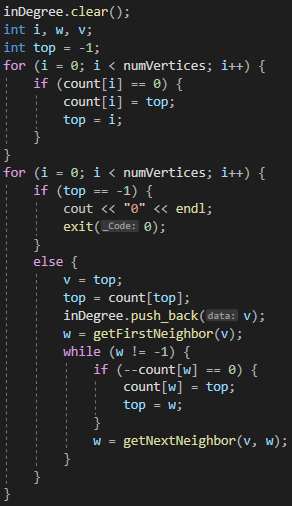 inDegree.clear();
int i, w, v;
int top = -1;
for (i = 0; i < numVertices; i++) {
    if (count[i] == 0) {
        count[i] = top;
        top = i;
    }
}
for (i = 0; i < numVertices; i++) {
    if (top == -1) {
        cout << "0" << endl;
        exit(_Code: 0);
    }
    else {
        v = top;
        top = count[top];
        inDegree.push_back(data: v);
        w = getFirstNeighbor(v);
        while (w != -1) {
            if (--count[w] == 0) {
                count[w] = top;
                top = w;
            }
            w = getNextNeighbor(v, w);
        }
    }
}